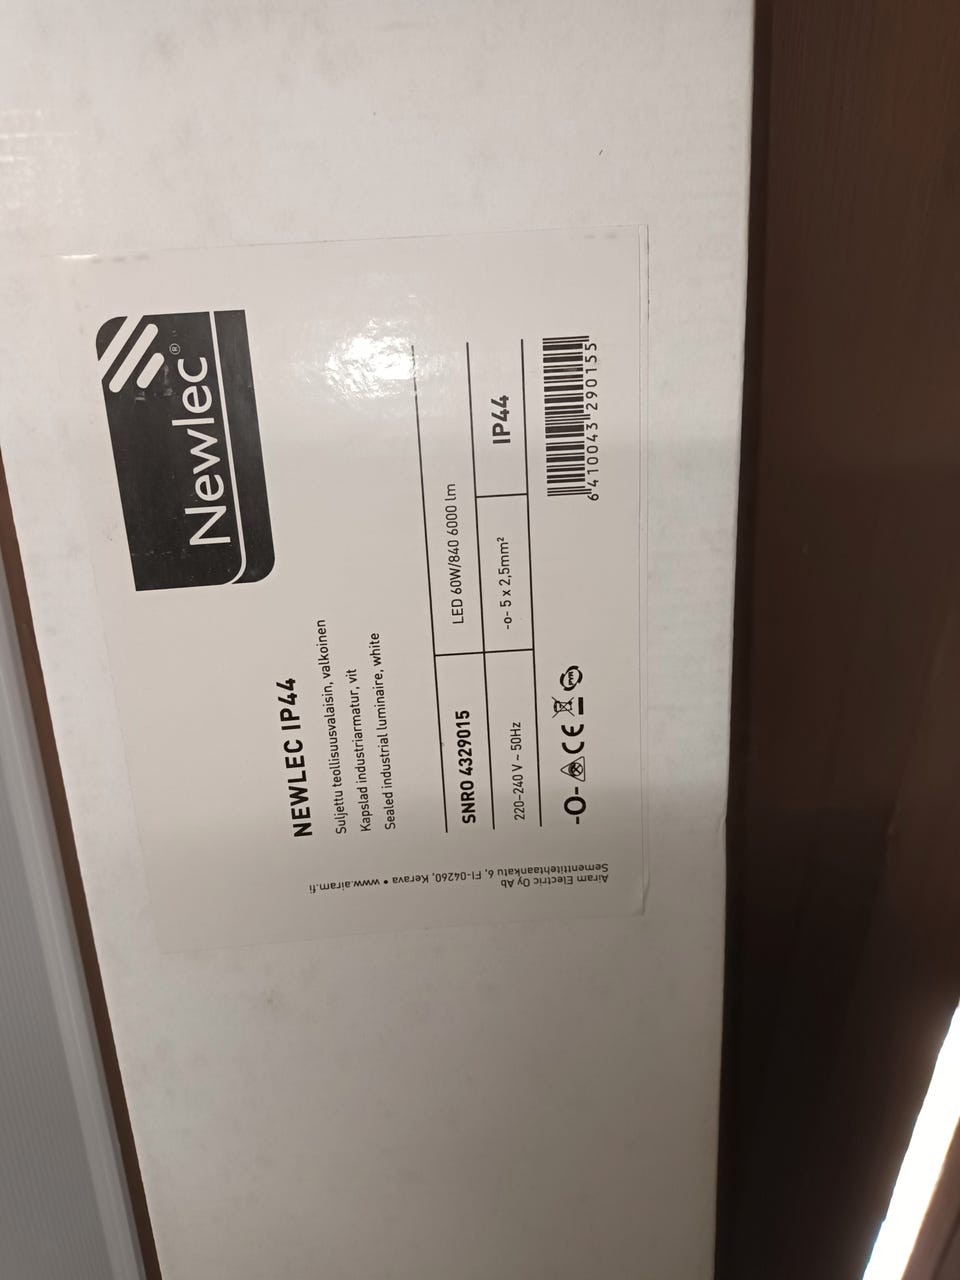 Newlec®
NEWLEC IP44
Suljettu teollisuusvalaisin, valkoinen
Kapslad industriarmatur, vit
Sealed industrial luminaire, white
SNRO 4329015
LED 60W/840 6000 lm
220-240 V ~ 50Hz
-o- 5 x 2,5mm²
IP44
-O- CE
6 410043 290155
Airam Electric Oy Ab
Sementtitehtaankatu 6, FI-04260, Kerava • www.airam.fi